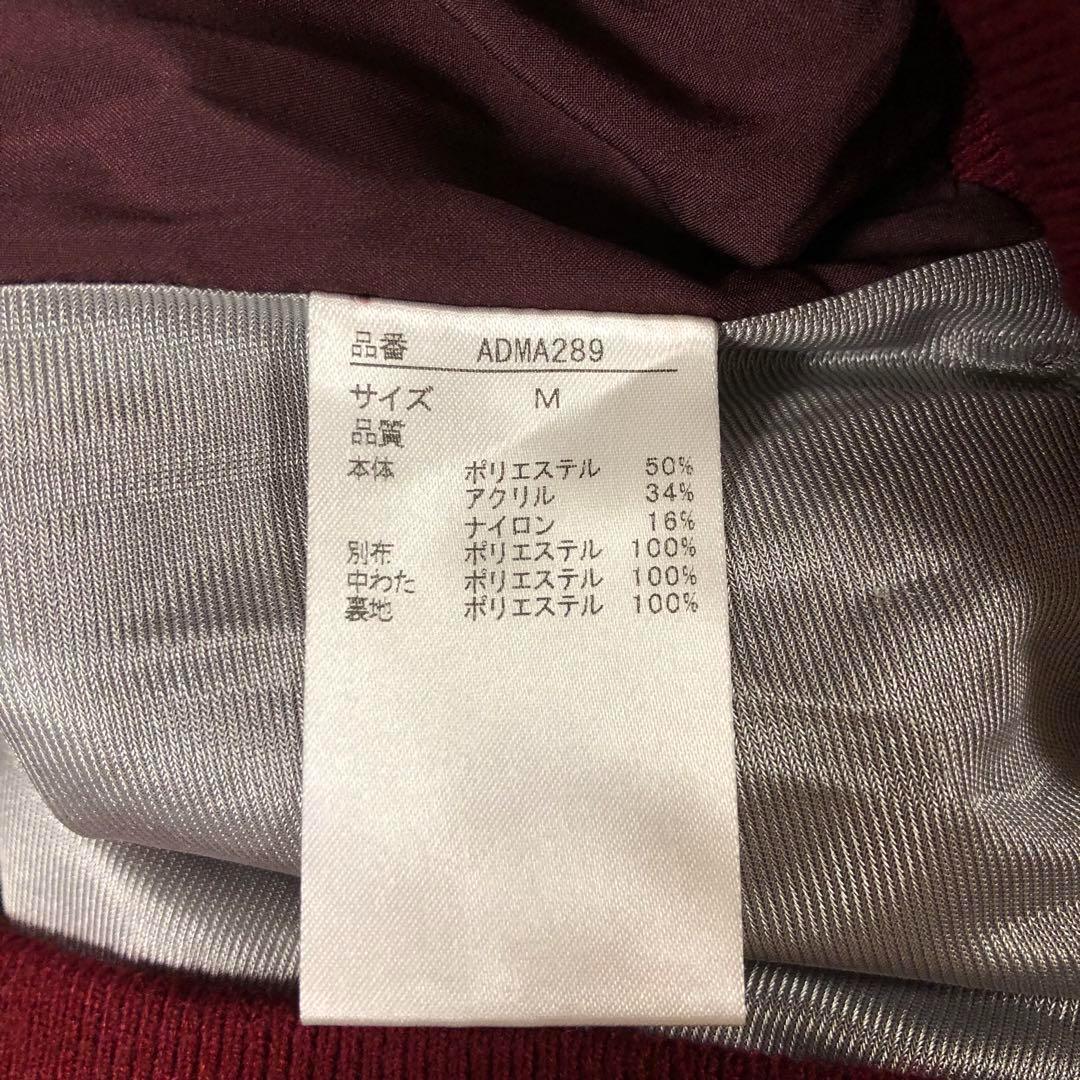 品番 ADMA289
サイズ M
品質
本体 ポリエステル 50%
アクリル 34%
ナイロン 16%
別布 ポリエステル 100%
中わた ポリエステル 100%
裏地 ポリエステル 100%